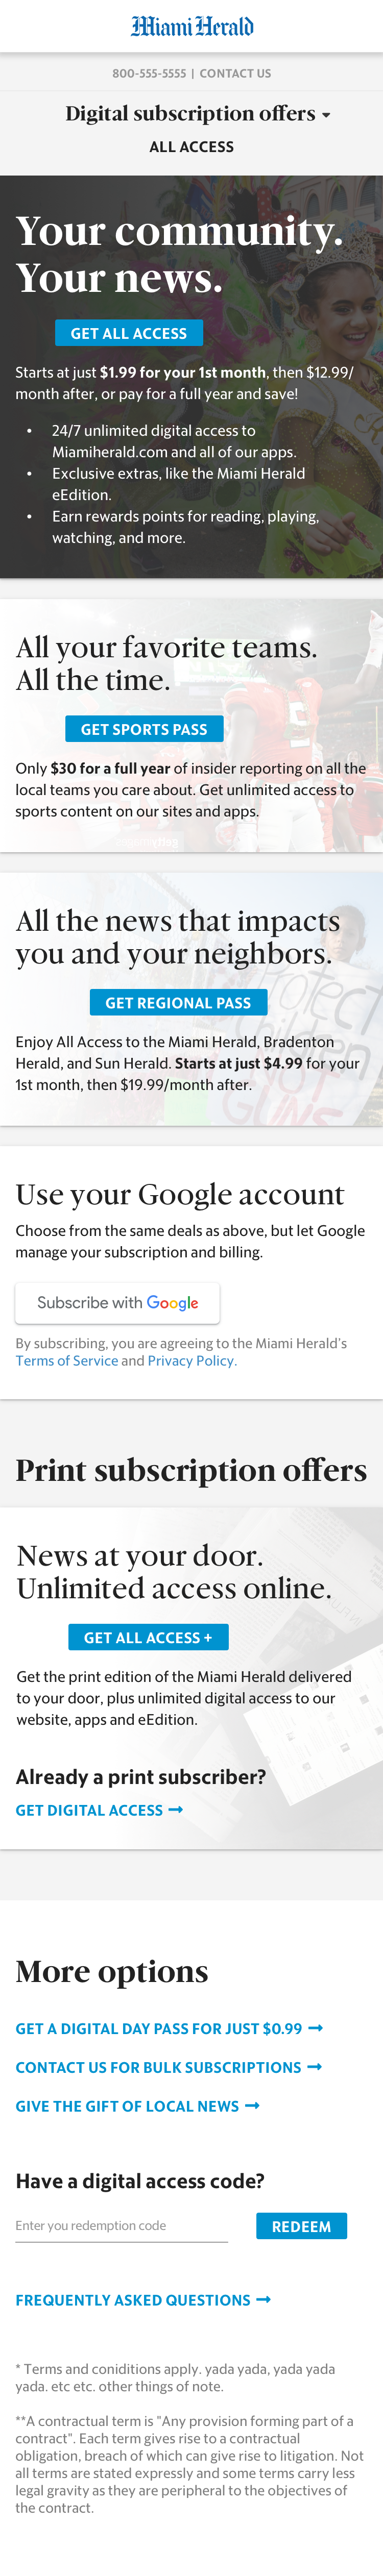 Miami Herald
800-555-5555 | CONTACT US
Digital subscription offers
ALL ACCESS
Your community.
Your news.
GET ALL ACCESS
Starts at just $1.99 for your 1st month, then $12.99/
month after, or pay for a full year and save!
• 24/7 unlimited digital access to
Miamiherald.com and all of our apps.
• Exclusive extras, like the Miami Herald
eEdition.
• Earn rewards points for reading, playing,
watching, and more.
All your favorite teams.
All the time.
GET SPORTS PASS
Only $30 for a full year of insider reporting on all the
local teams you care about. Get unlimited access to
sports content on our sites and apps.
All the news that impacts
you and your neighbors.
GET REGIONAL PASS
Enjoy All Access to the Miami Herald, Bradenton
Herald, and Sun Herald. Starts at just $4.99 for your
1st month, then $19.99/month after.
GUNS
Use your Google account
Choose from the same deals as above, but let Google
manage your subscription and billing.
Subscribe with Google
By subscribing, you are agreeing to the Miami Herald's
Terms of Service and Privacy Policy.
Print subscription offers
News at your door.
Unlimited access online.
GET ALL ACCESS +
Get the print edition of the Miami Herald delivered
to your door, plus unlimited digital access to our
website, apps and eEdition.
Already a print subscriber?
GET DIGITAL ACCESS →
More options
GET A DIGITAL DAY PASS FOR JUST $0.99 →
CONTACT US FOR BULK SUBSCRIPTIONS →
GIVE THE GIFT OF LOCAL NEWS →
Have a digital access code?
Enter you redemption code
REDEEM
FREQUENTLY ASKED QUESTIONS →
* Terms and coniditions apply. yada yada, yada yada
yada. etc etc. other things of note.
**A contractual term is "Any provision forming part of a
contract". Each term gives rise to a contractual
obligation, breach of which can give rise to litigation. Not
all terms are stated expressly and some terms carry less
legal gravity as they are peripheral to the objectives of
the contract.